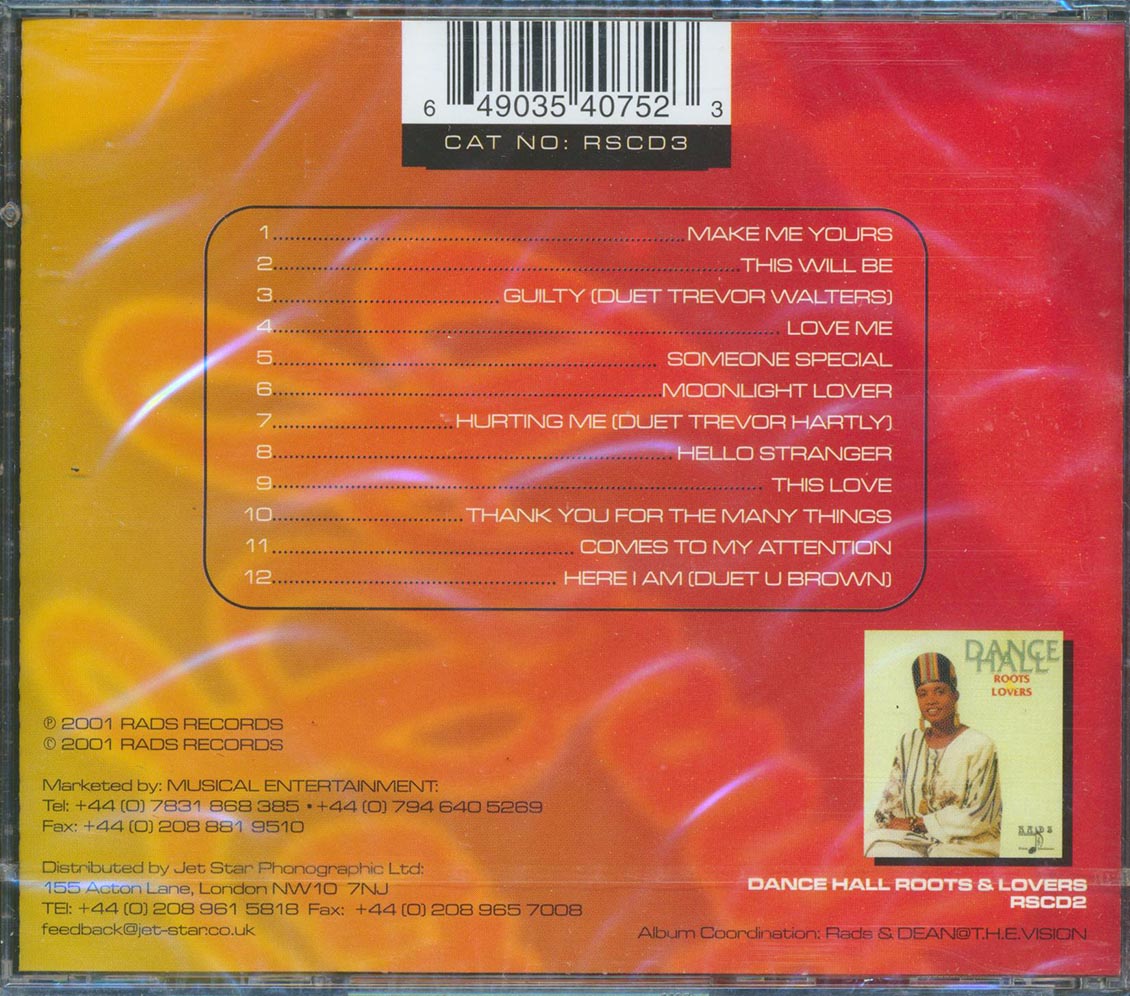 6 49035 40752 3
CAT NO: RSCD3
1 MAKE ME YOURS
2 THIS WILL BE
3 GUILTY (DUET TREVOR WALTERS)
4 LOVE ME
5 SOMEONE SPECIAL
6 MOONLIGHT LOVER
7 HURTING ME (DUET TREVOR HARTLY)
8 HELLO STRANGER
9 THIS LOVE
10 THANK YOU FOR THE MANY THINGS
11 COMES TO MY ATTENTION
12 HERE I AM (DUET U BROWN)
℗ 2001 RADS RECORDS
© 2001 RADS RECORDS
Marketed by: MUSICAL ENTERTAINMENT:
Tel: +44 (0) 7831 868 385 • +44 (0) 794 640 5269
Fax: +44 (0) 208 881 9510
Distributed by Jet Star Phonographic Ltd:
155 Acton Lane, London NW10 7NJ
TEl: +44 (0) 208 961 5818 Fax: +44 (0) 208 965 7008
feedback@jet-star.co.uk
DANCE
HALL
ROOTS
LOVERS
RADS
DANCE HALL ROOTS & LOVERS
RSCD2
Album Coordination: Rads & DEAN@T.H.E.VISION